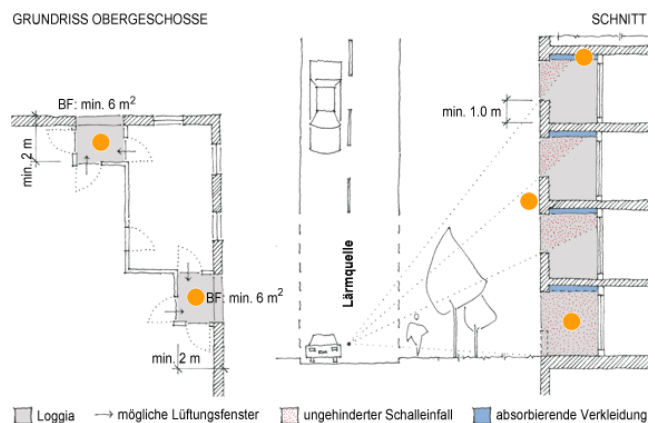 GRUNDRISS OBERGESCHOSSE
SCHNITT
BF: min. 6 m²
min. 2 m
BF: min. 6 m²
min. 2 m
Lärmquelle
min. 1.0 m
Loggia
mögliche Lüftungsfenster
ungehinderter Schalleinfall
absorbierende Verkleidung